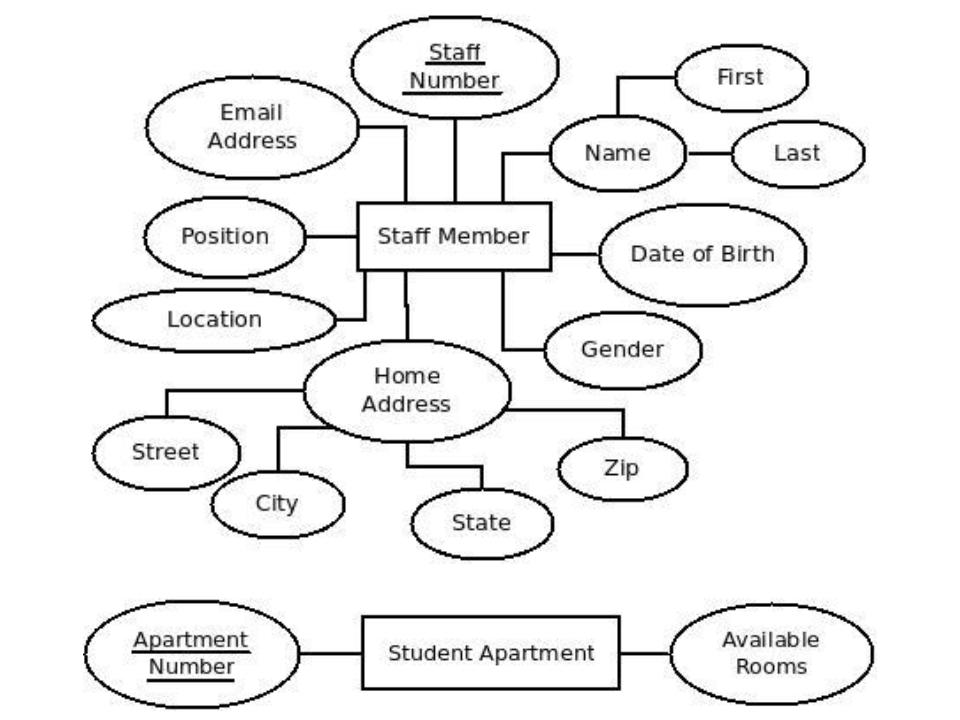 Staff
Number
First
Email
Address
Name
Last
Position
Staff Member
Date of Birth
Location
Gender
Home
Address
Street
Zip
City
State
Apartment
Number
Student Apartment
Available
Rooms